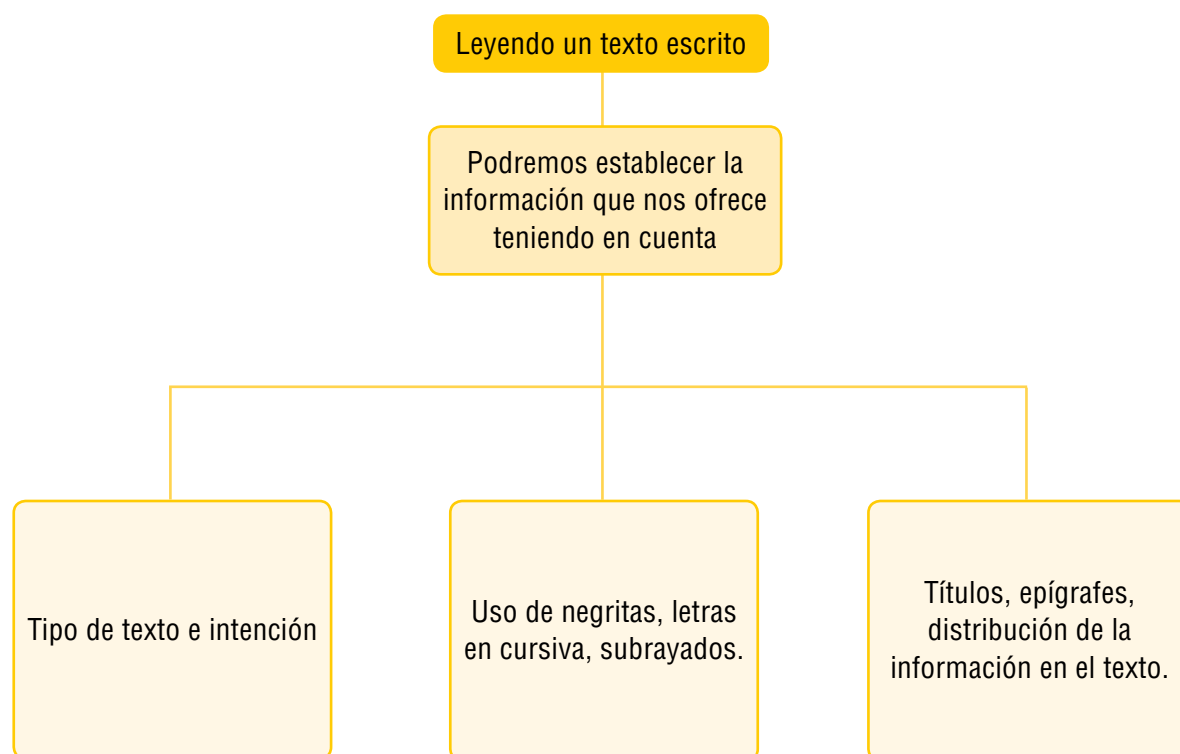 Leyendo un texto escrito
Podremos establecer la
información que nos ofrece
teniendo en cuenta
Tipo de texto e intención
Uso de negritas, letras
en cursiva, subrayados.
Títulos, epígrafes,
distribución de la
información en el texto.